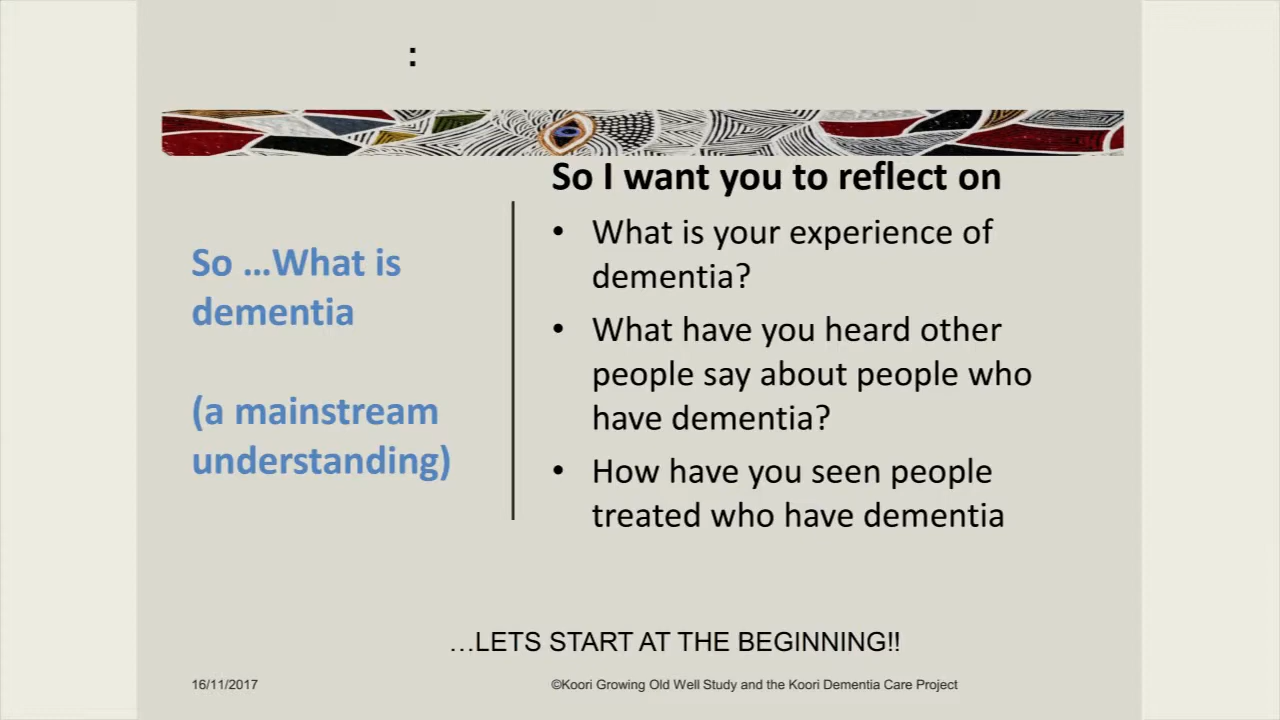 :
So …What is
dementia
(a mainstream
understanding)
So I want you to reflect on
• What is your experience of
dementia?
• What have you heard other
people say about people who
have dementia?
• How have you seen people
treated who have dementia
…LETS START AT THE BEGINNING!!
16/11/2017
©Koori Growing Old Well Study and the Koori Dementia Care Project